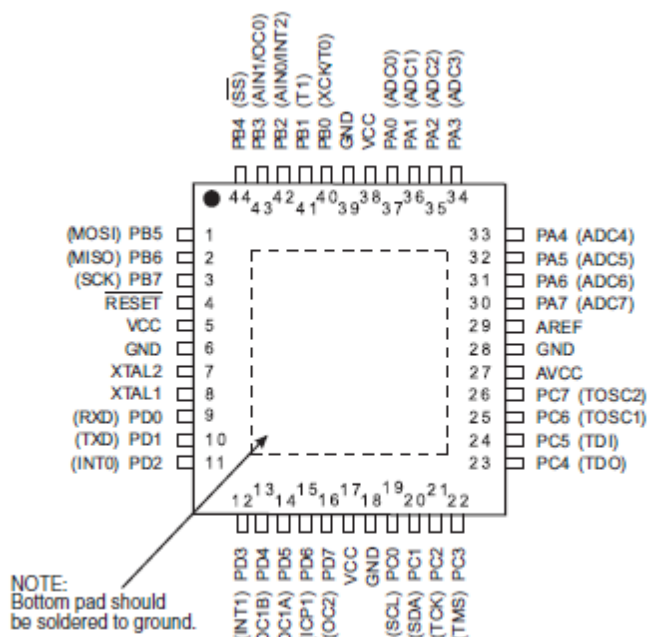 PB4 (SS)
PB3 (AIN1/OC0)
PB2 (AIN0/INT2)
PB1 (T1)
PB0 (XCK/T0)
GND
VCC
PA0 (ADC0)
PA1 (ADC1)
PA2 (ADC2)
PA3 (ADC3)
44 43 42 41 40 39 38 37 36 35 34
(MOSI) PB5 1
(MISO) PB6 2
(SCK) PB7 3
RESET 4
VCC 5
GND 6
XTAL2 7
XTAL1 8
(RXD) PD0 9
(TXD) PD1 10
(INT0) PD2 11
33 PA4 (ADC4)
32 PA5 (ADC5)
31 PA6 (ADC6)
30 PA7 (ADC7)
29 AREF
28 GND
27 AVCC
26 PC7 (TOSC2)
25 PC6 (TOSC1)
24 PC5 (TDI)
23 PC4 (TDO)
12 13 14 15 16 17 18 19 20 21 22
(INT1) PD3
OC1B) PD4
OC1A) PD5
ICP1) PD6
(OC2) PD7
VCC
GND
(SCL) PC0
(SDA) PC1
(TCK) PC2
(TMS) PC3
NOTE:
Bottom pad should
be soldered to ground.